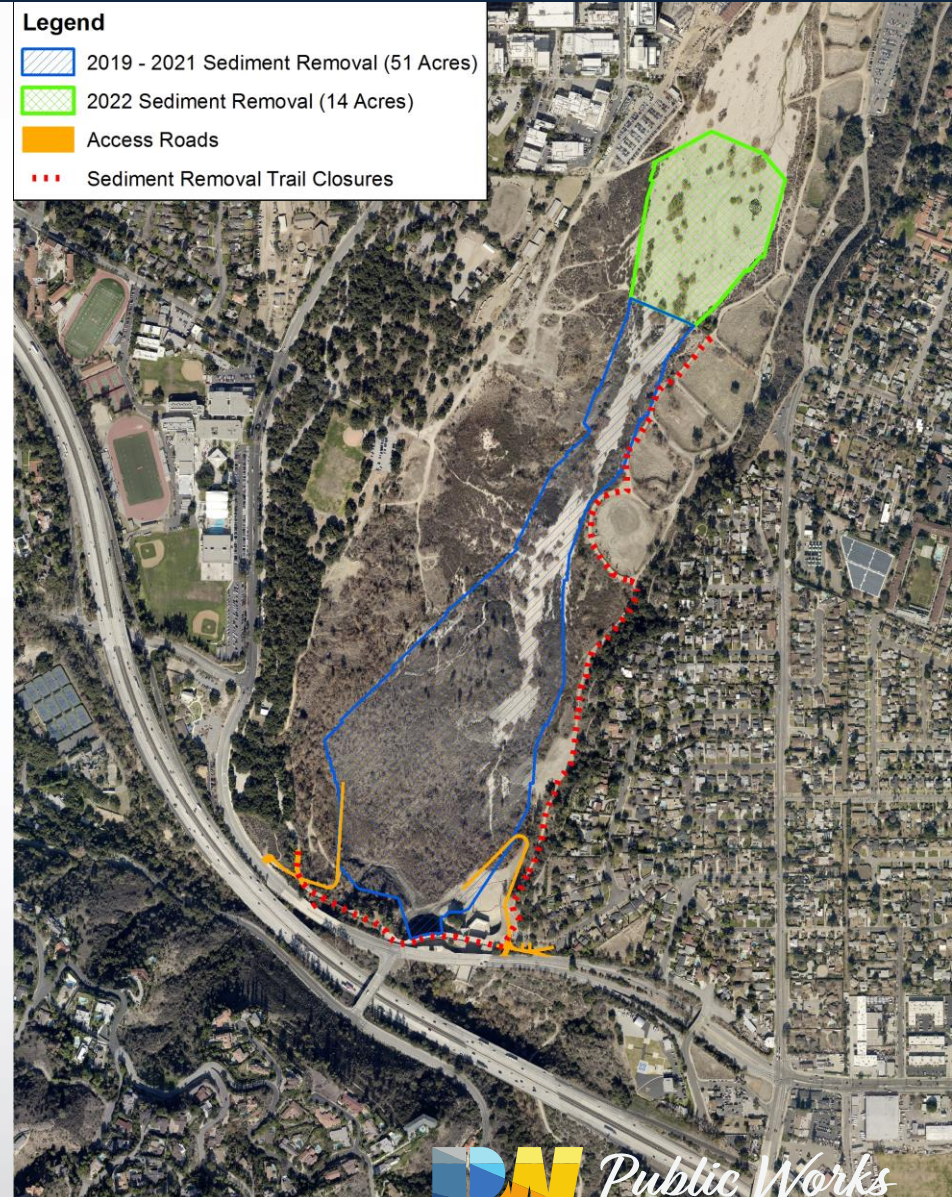 Legend
2019 - 2021 Sediment Removal (51 Acres)
2022 Sediment Removal (14 Acres)
Access Roads
Sediment Removal Trail Closures
PW Public Works